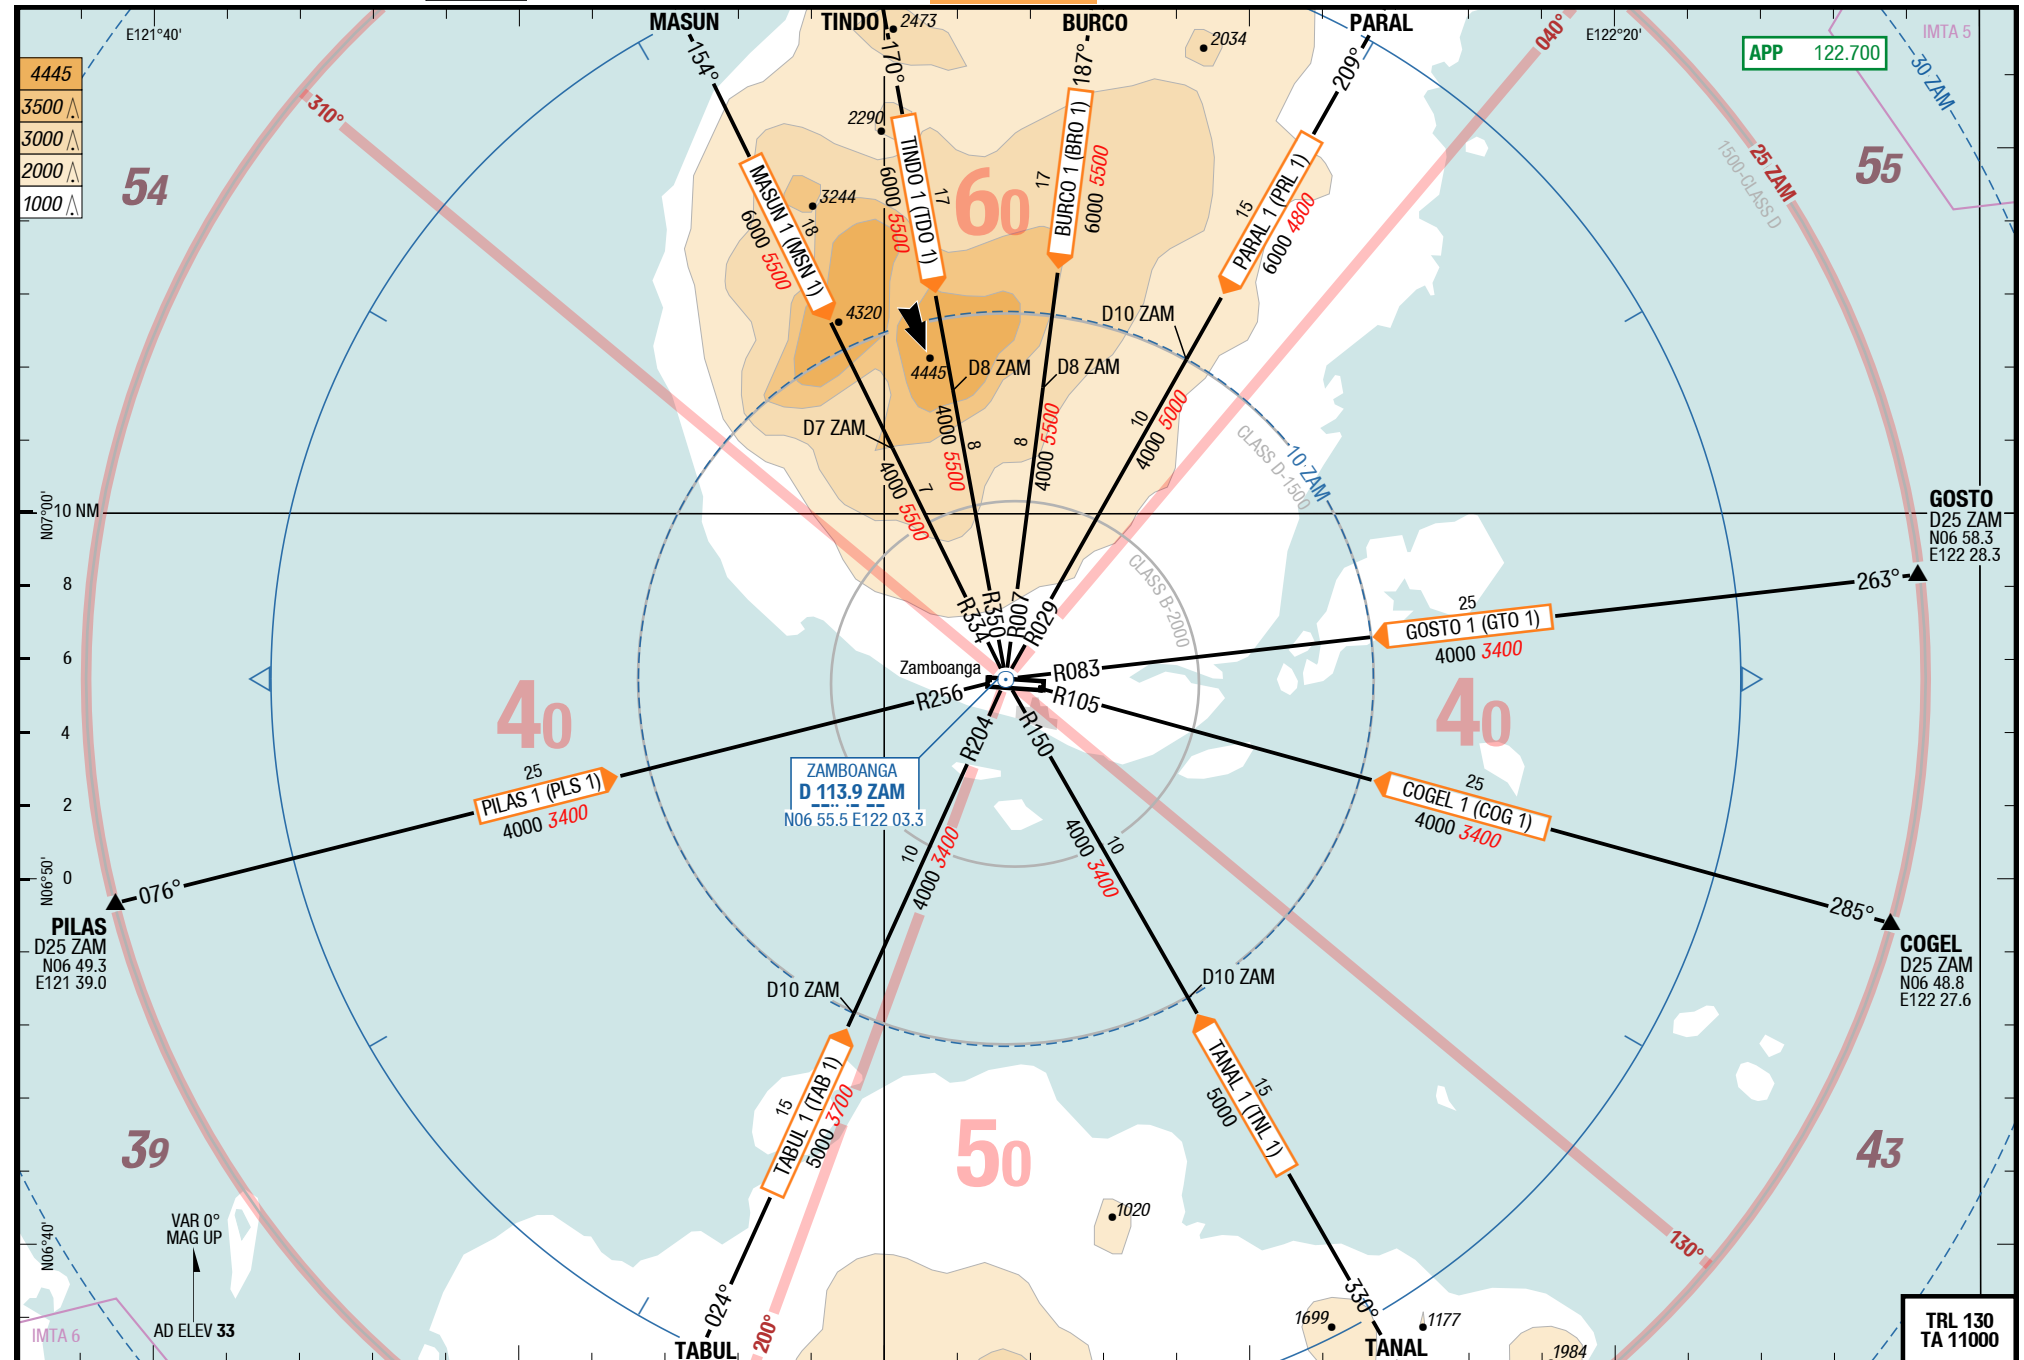 MASUN
TINDO
BURCO
PARAL
E121°40'
2473
2034
E122°20'
IMTA 5
APP 122.700
4445
3500
3000
2000
1000
154°
170°
187°
209°
040°
30 ZAM
310°
54
55
2290
3244
60
25 ZAM
1500-CLASS D
MASUN 1 (MSN 1)
18
6000 5500
TINDO 1 (TDO 1)
17
6000 5500
BURCO 1 (BRO 1)
17
6000 5500
PARAL 1 (PRL 1)
15
6000 4800
4320
D10 ZAM
4445
D8 ZAM
D8 ZAM
D7 ZAM
4000 5500
7
4000 5500
8
8
4000 5500
10
4000 5000
CLASS D-1500
10 ZAM
CLASS B-2000
N07°00'
10 NM
8
6
4
2
0
N06°50'
N06°40'
GOSTO
D25 ZAM
N06 58.3
E122 28.3
263°
25
GOSTO 1 (GTO 1)
4000 3400
R334
R350
R007
R029
R083
R105
R150
R204
R256
Zamboanga
40
40
ZAMBOANGA
D 113.9 ZAM
N06 55.5 E122 03.3
25
PILAS 1 (PLS 1)
4000 3400
076°
PILAS
D25 ZAM
N06 49.3
E121 39.0
25
COGEL 1 (COG 1)
4000 3400
285°
COGEL
D25 ZAM
N06 48.8
E122 27.6
10
4000 3400
10
4000 3400
D10 ZAM
D10 ZAM
15
TABUL 1 (TAB 1)
5000 3700
15
TANAL 1 (TNL 1)
5000
39
50
43
1020
130°
VAR 0°
MAG UP
AD ELEV 33
IMTA 6
024°
200°
TABUL
330°
TANAL
1699
1177
1984
TRL 130
TA 11000